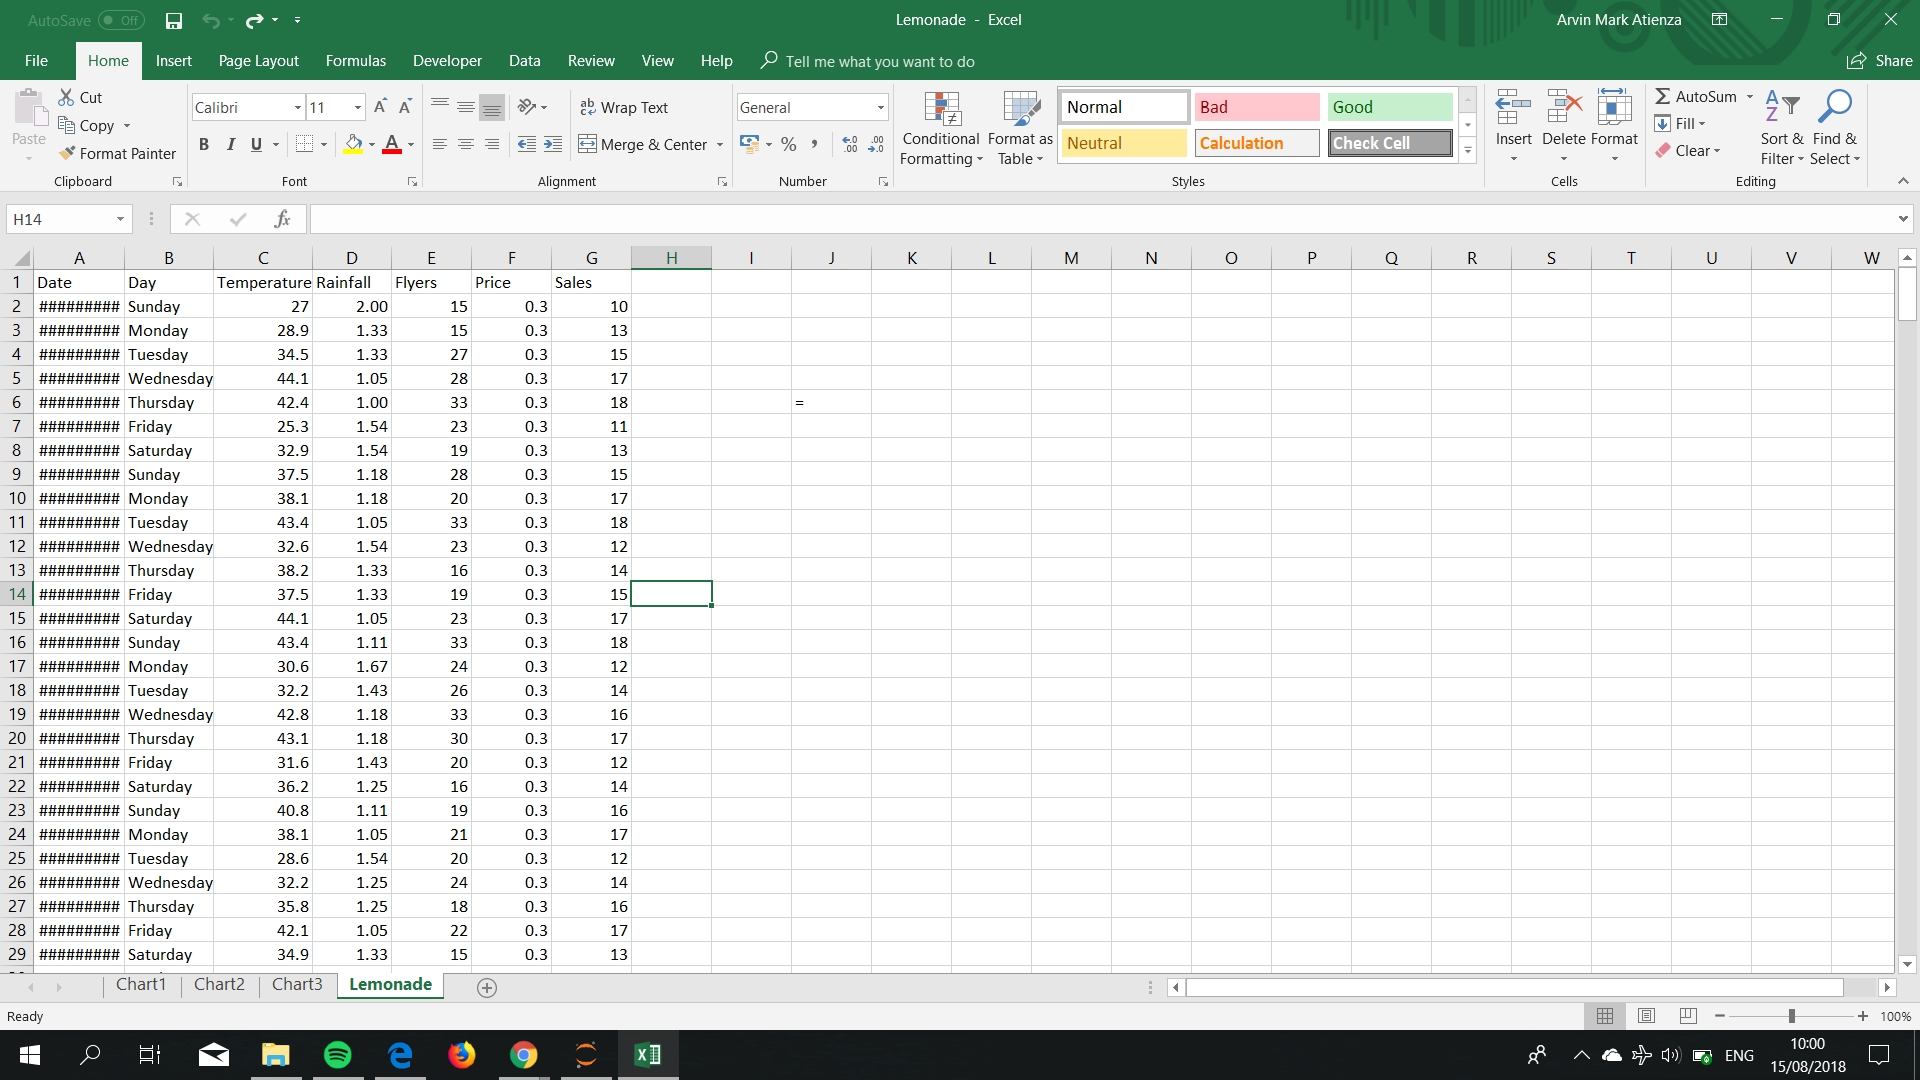 AutoSave Off
Lemonade - Excel
Arvin Mark Atienza
File Home Insert Page Layout Formulas Developer Data Review View Help Tell me what you want to do Share
Paste
Cut
Copy
Format Painter
Clipboard
Calibri 11
B I U
Font
Wrap Text
Merge & Center
Alignment
General
Number
Conditional Formatting
Format as Table
Normal Bad Good
Neutral Calculation Check Cell
Styles
Insert Delete Format
Cells
AutoSum
Fill
Clear
Sort & Filter
Find & Select
Editing
H14 fx
A B C D E F G H I J K L M N O P Q R S T U V W
1 Date Day Temperature Rainfall Flyers Price Sales
2 ######### Sunday 27 2.00 15 0.3 10
3 ######### Monday 28.9 1.33 15 0.3 13
4 ######### Tuesday 34.5 1.33 27 0.3 15
5 ######### Wednesday 44.1 1.05 28 0.3 17
6 ######### Thursday 42.4 1.00 33 0.3 18 =
7 ######### Friday 25.3 1.54 23 0.3 11
8 ######### Saturday 32.9 1.54 19 0.3 13
9 ######### Sunday 37.5 1.18 28 0.3 15
10 ######### Monday 38.1 1.18 20 0.3 17
11 ######### Tuesday 43.4 1.05 33 0.3 18
12 ######### Wednesday 32.6 1.54 23 0.3 12
13 ######### Thursday 38.2 1.33 16 0.3 14
14 ######### Friday 37.5 1.33 19 0.3 15
15 ######### Saturday 44.1 1.05 23 0.3 17
16 ######### Sunday 43.4 1.11 33 0.3 18
17 ######### Monday 30.6 1.67 24 0.3 12
18 ######### Tuesday 32.2 1.43 26 0.3 14
19 ######### Wednesday 42.8 1.18 33 0.3 16
20 ######### Thursday 43.1 1.18 30 0.3 17
21 ######### Friday 31.6 1.43 20 0.3 12
22 ######### Saturday 36.2 1.25 16 0.3 14
23 ######### Sunday 40.8 1.11 19 0.3 16
24 ######### Monday 38.1 1.05 21 0.3 17
25 ######### Tuesday 28.6 1.54 20 0.3 12
26 ######### Wednesday 32.2 1.25 24 0.3 14
27 ######### Thursday 35.8 1.25 18 0.3 16
28 ######### Friday 42.1 1.05 22 0.3 17
29 ######### Saturday 34.9 1.33 15 0.3 13
Chart1 Chart2 Chart3 Lemonade
Ready 100%
ENG
10:00
15/08/2018